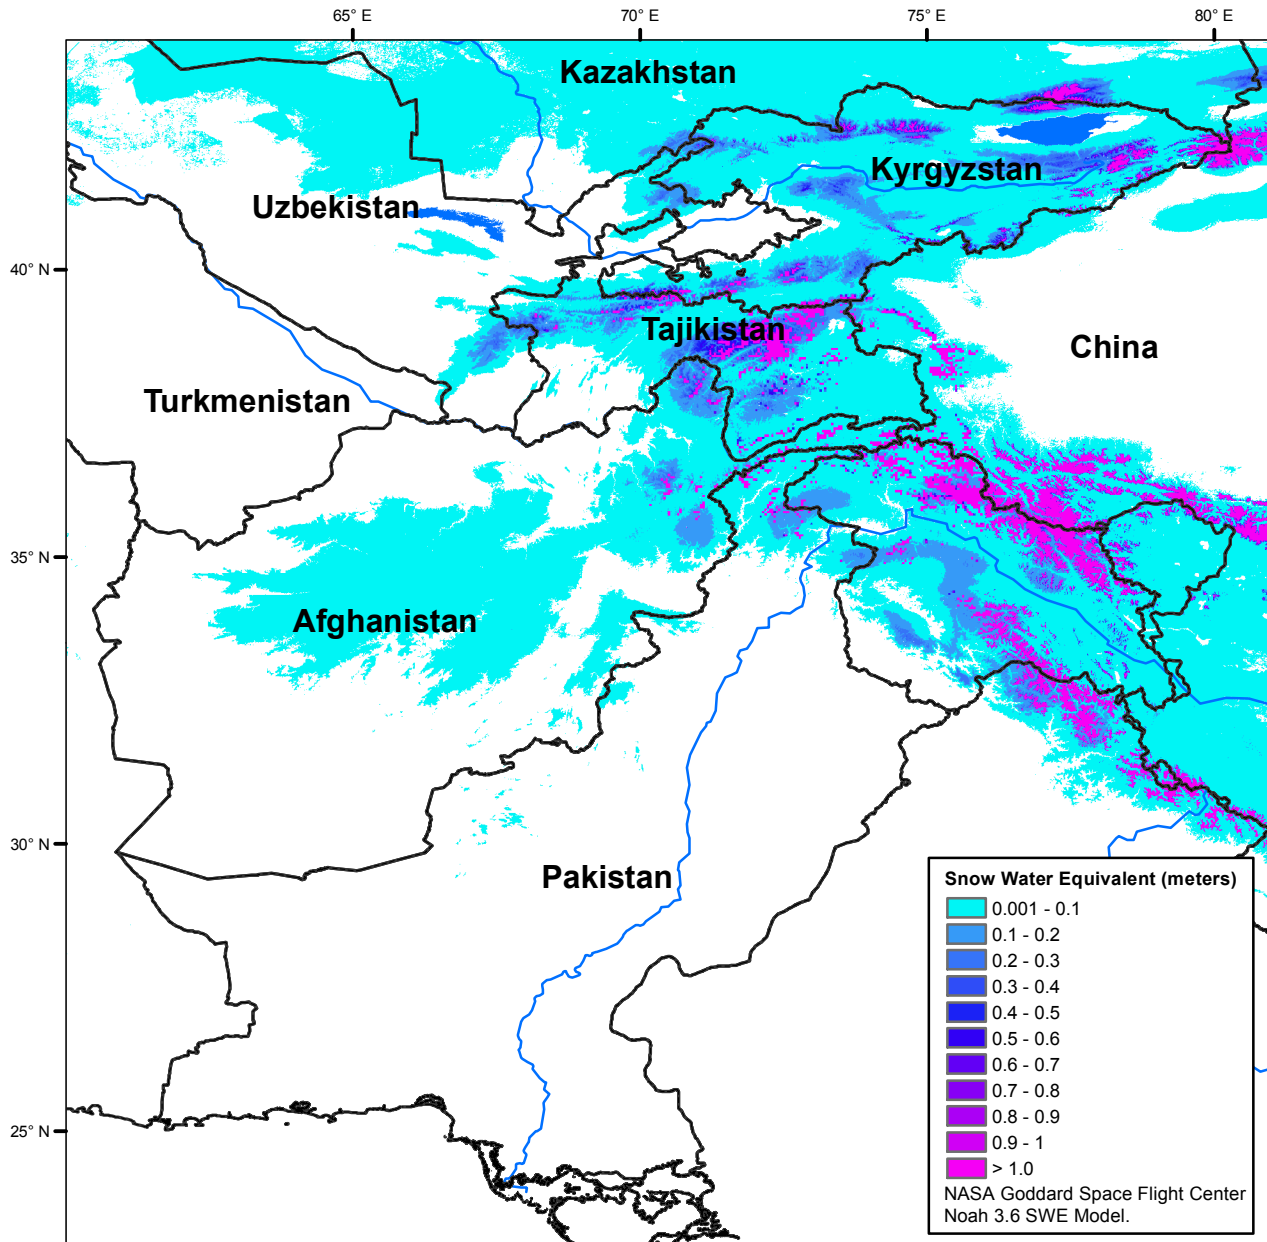 65° E
70° E
75° E
80° E
Kazakhstan
Kyrgyzstan
Uzbekistan
40° N
Tajikistan
China
Turkmenistan
35° N
Afghanistan
30° N
Pakistan
25° N
Snow Water Equivalent (meters)
0.001 - 0.1
0.1 - 0.2
0.2 - 0.3
0.3 - 0.4
0.4 - 0.5
0.5 - 0.6
0.6 - 0.7
0.7 - 0.8
0.8 - 0.9
0.9 - 1
> 1.0
NASA Goddard Space Flight Center
Noah 3.6 SWE Model.